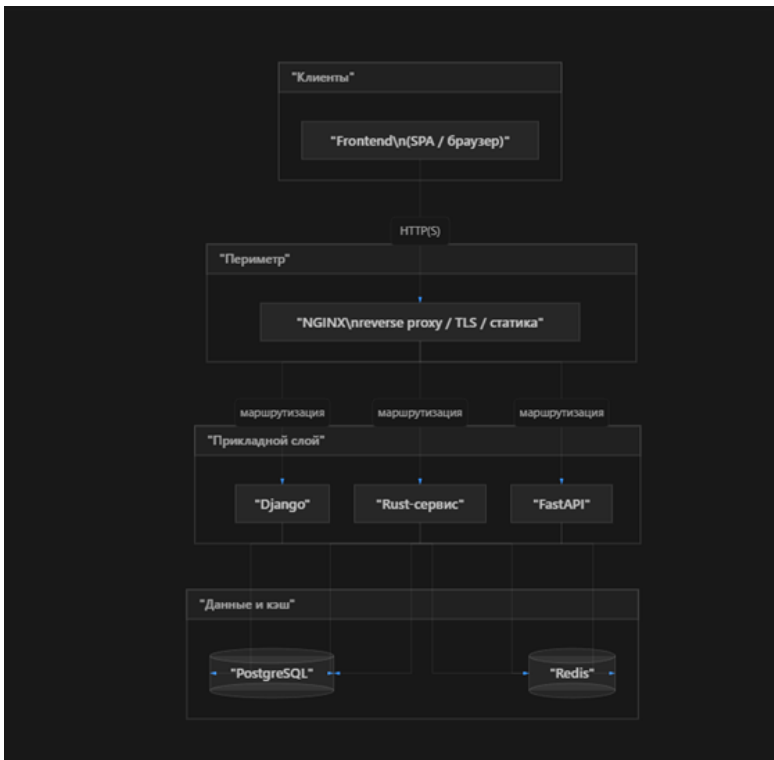 "Клиенты"
"Frontend\n(SPA / браузер)"
HTTP(S)
"Периметр"
"NGINX\nreverse proxy / TLS / статика"
маршрутизация маршрутизация маршрутизация
"Прикладной слой"
"Django" "Rust-сервис" "FastAPI"
"Данные и кэш"
"PostgreSQL" "Redis"